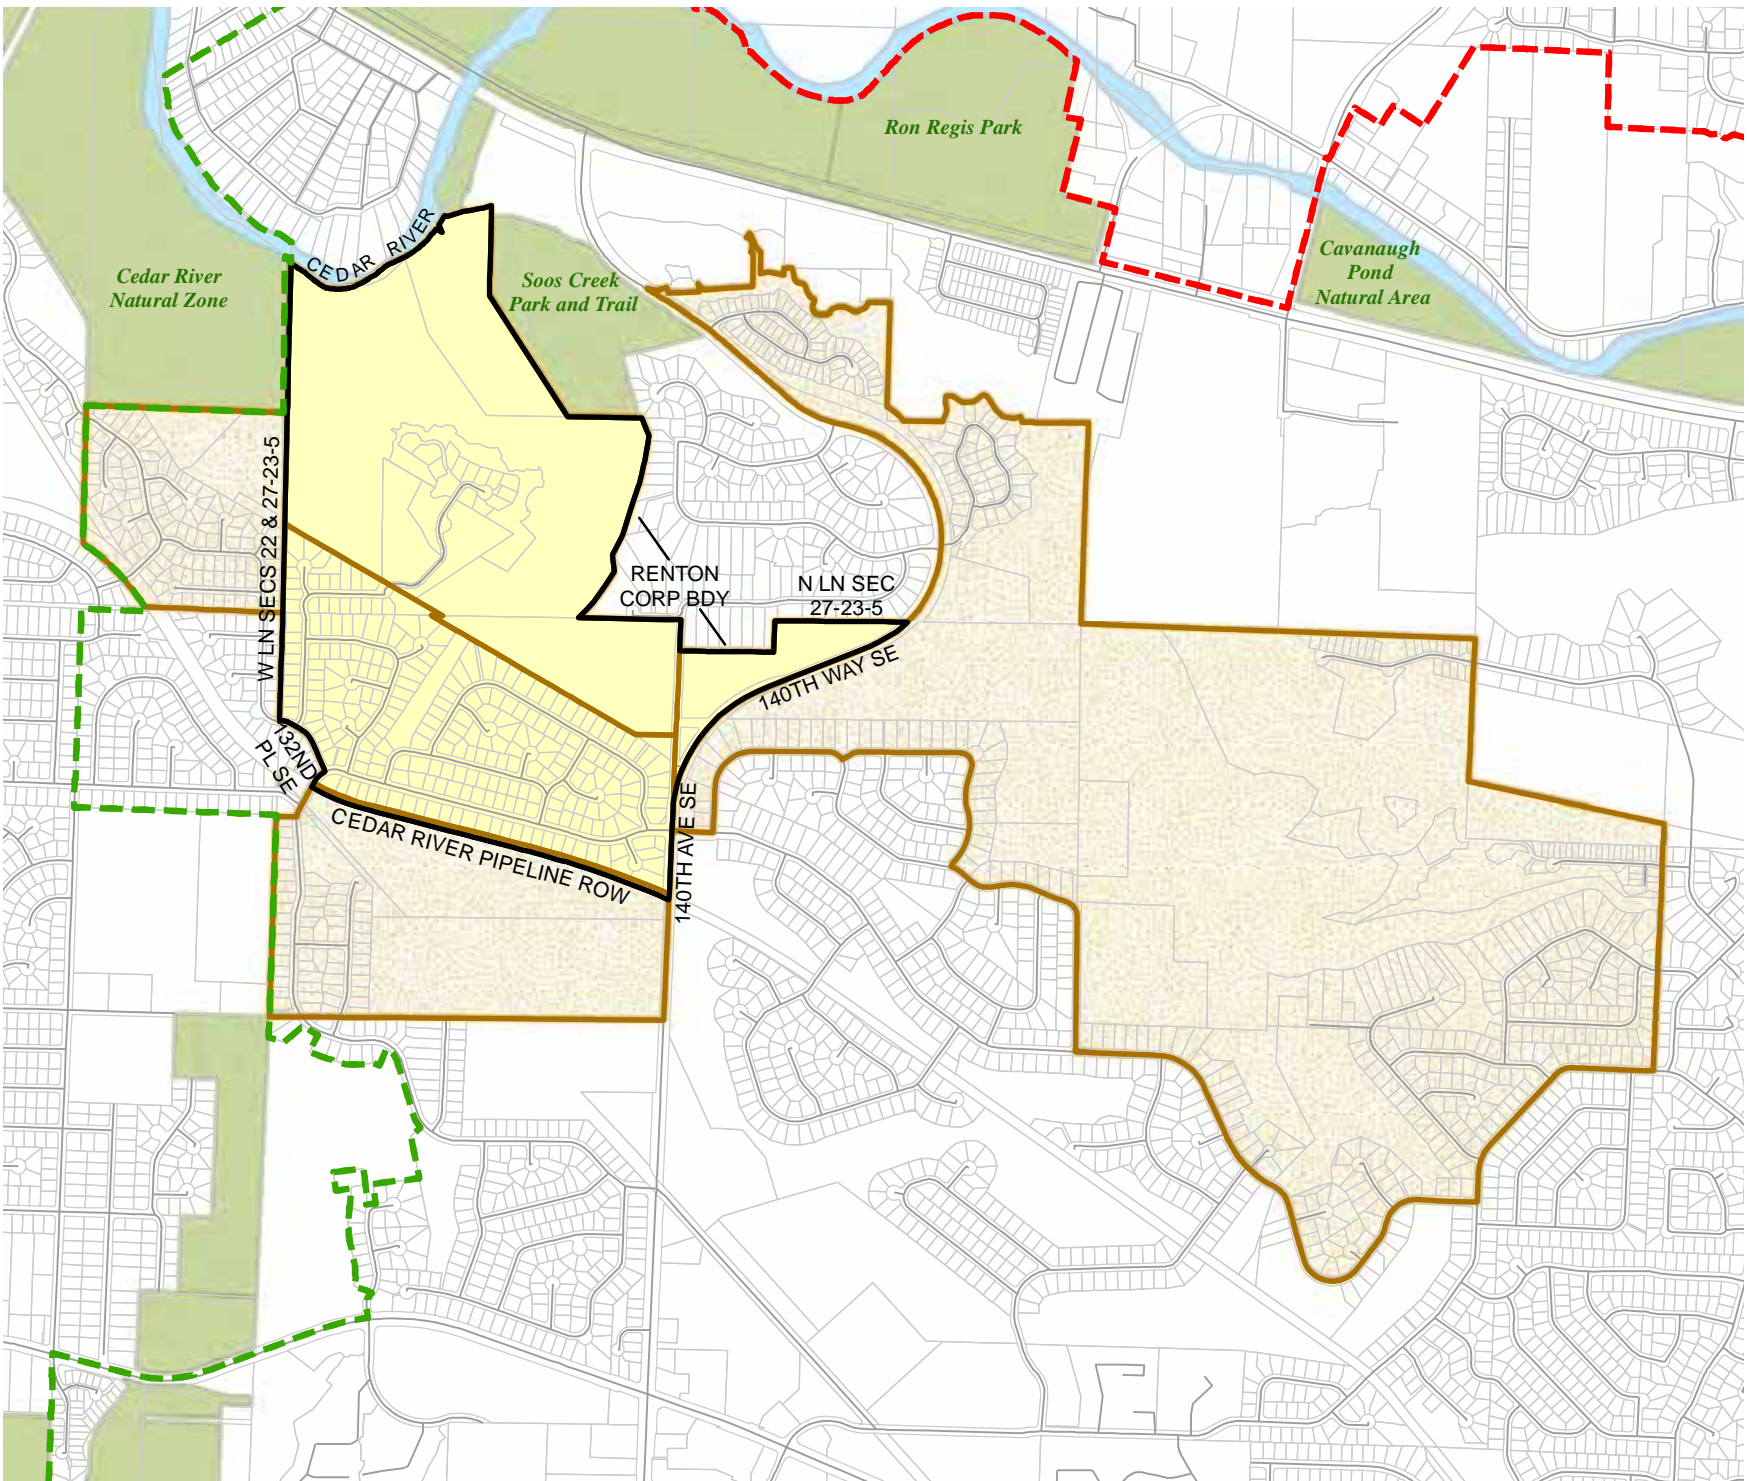 Ron Regis Park
Cavanaugh
Pond
Natural Area
CEDAR RIVER
Cedar River
Natural Zone
Soos Creek
Park and Trail
W LN SECS 22 & 27-23-5
RENTON
CORP BDY
N LN SEC
27-23-5
140TH WAY SE
132ND
PL SE
CEDAR RIVER PIPELINE ROW
140TH AVE SE